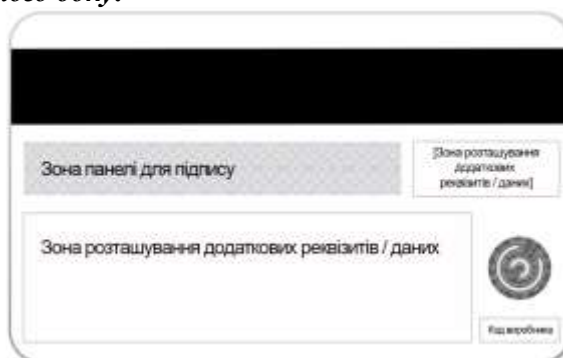 Зона панелі для підпису
[Зона розташування
додаткових
реквізитів / даних]
Зона розташування додаткових реквізитів / даних
Код виробника